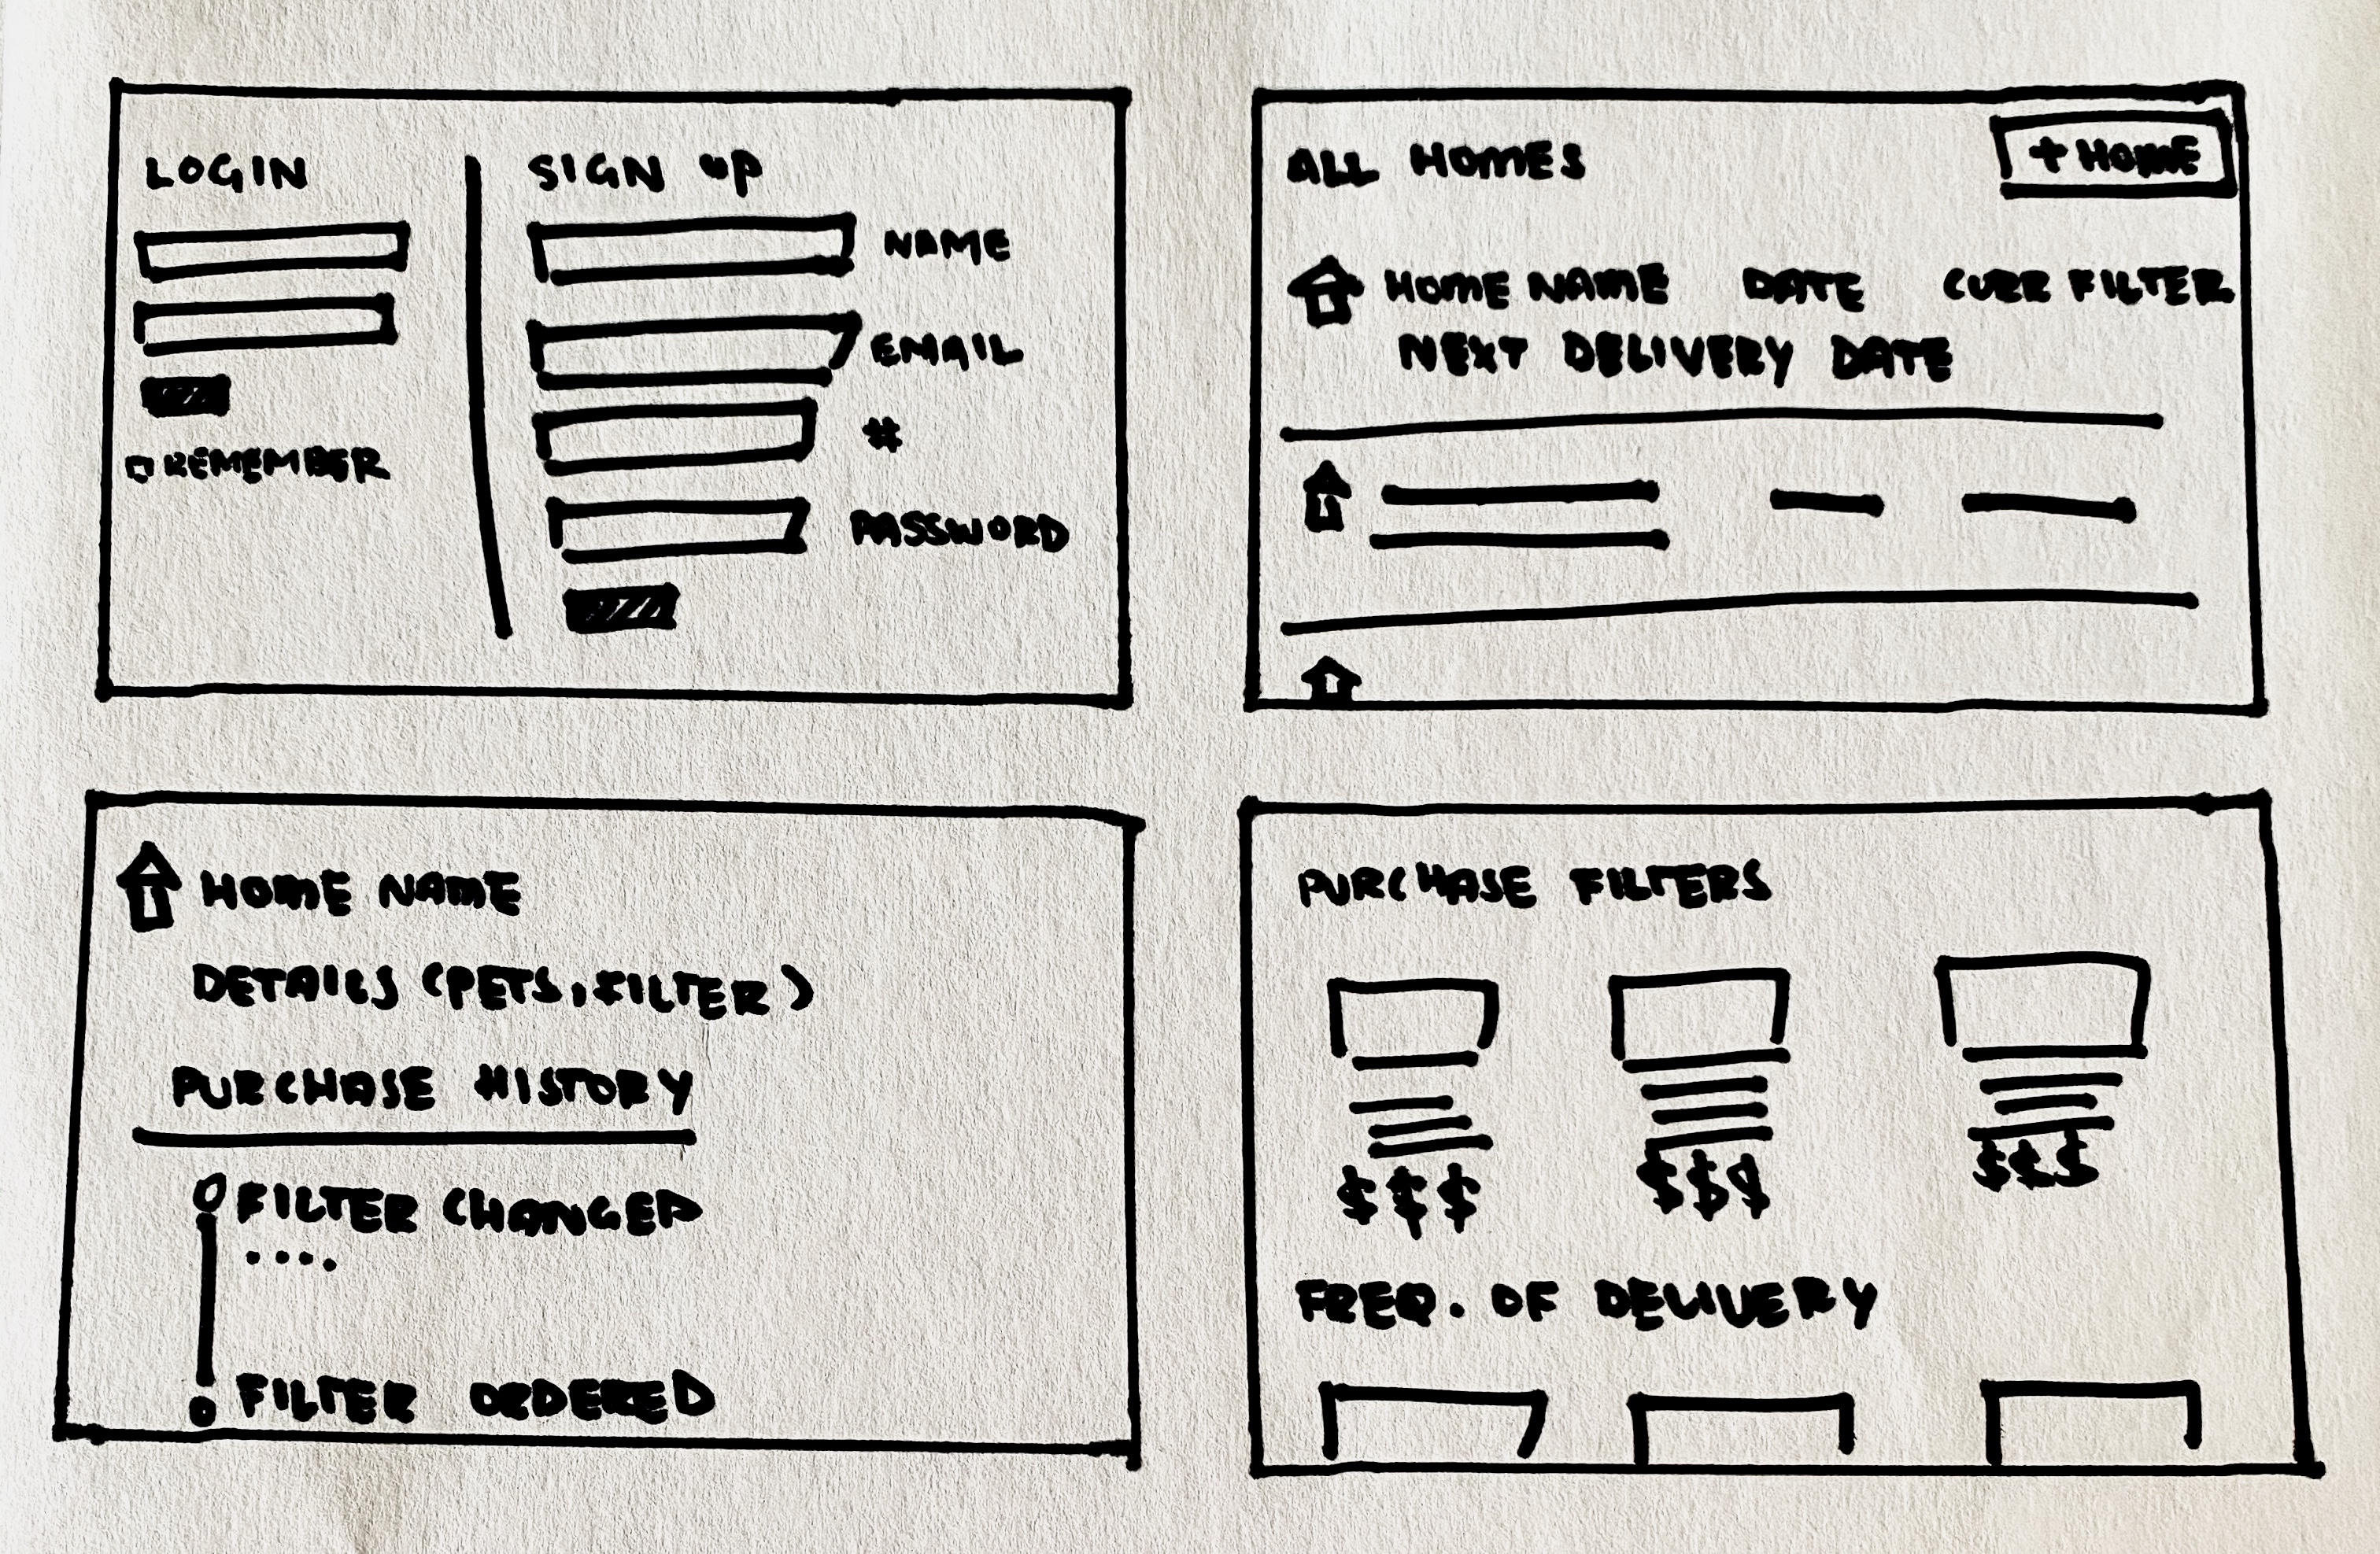 LOGIN
REMEMBER
SIGN UP
NAME
EMAIL
#
PASSWORD
ALL HOMES
+ HOME
HOME NAME DATE CURR FILTER
NEXT DELIVERY DATE
HOME NAME
DETAILS (PETS, FILTER)
PURCHASE HISTORY
FILTER CHANGED
....
FILTER ORDERED
PURCHASE FILTERS
$$$ $$$ $$$
FREQ. OF DELIVERY